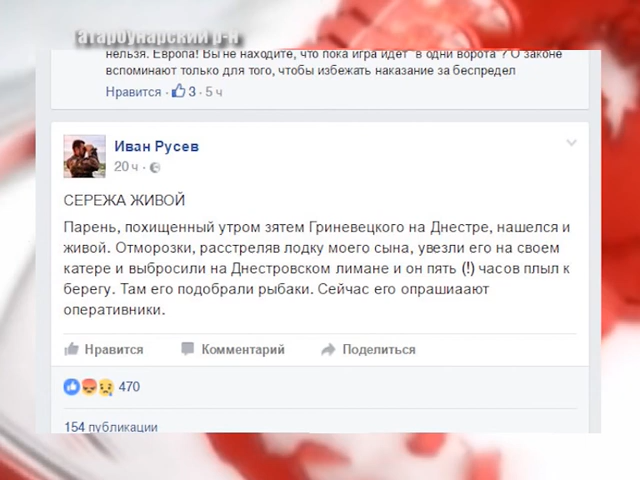 атарбунарский р-н
нельзя. Европа! Вы не находите, что пока игра идёт "в одни ворота"? О законе
вспоминают только для того, чтобы избежать наказание за беспредел
Нравится · 3 · 5 ч
Иван Русев
20 ч ·
СЕРЕЖА ЖИВОЙ
Парень, похищенный утром зятем Гриневецкого на Днестре, нашелся и
живой. Отморозки, расстреляв лодку моего сына, увезли его на своем
катере и выбросили на Днестровском лимане и он пять (!) часов плыл к
берегу. Там его подобрали рыбаки. Сейчас его опрашиаают
оперативники.
Нравится Комментарий Поделиться
470
154 публикации